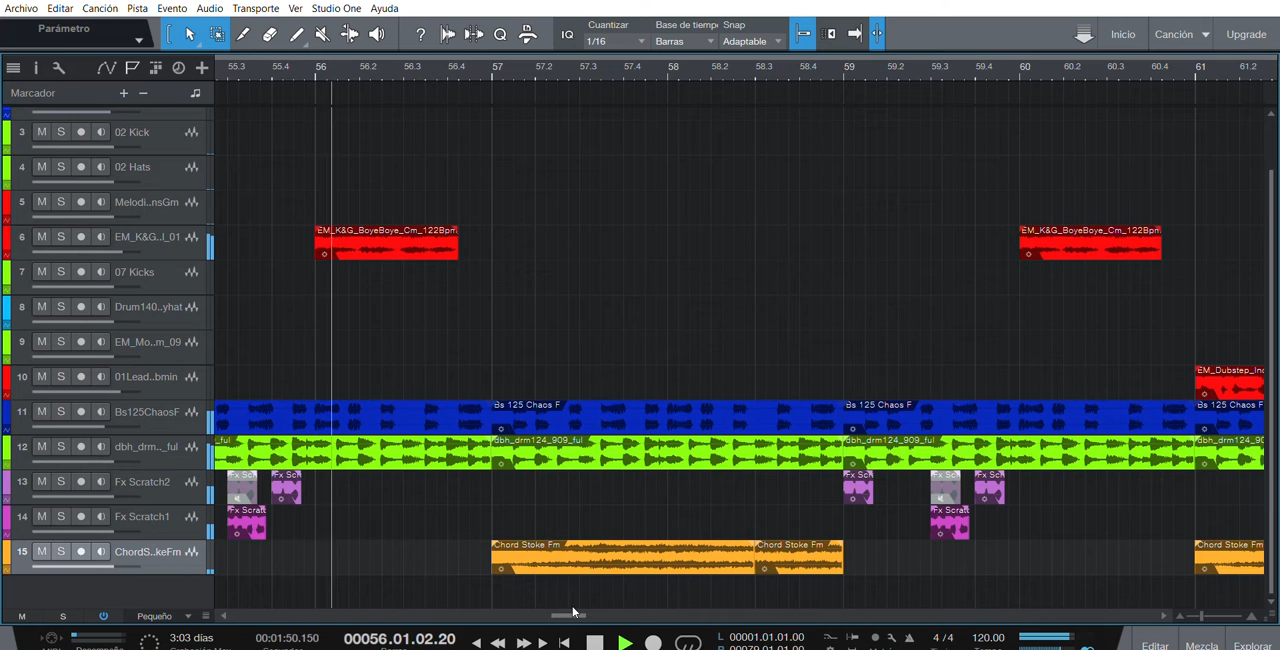 Archivo Editar Canción Pista Evento Audio Transporte Ver Studio One Ayuda
Parámetro
Cuantizar Base de tiempo Snap
IQ 1/16 Barras Adaptable
Inicio Canción Upgrade
55.3 55.4 56 56.2 56.3 56.4 57 57.2 57.3 57.4 58 58.2 58.3 58.4 59 59.2 59.3 59.4 60 60.2 60.3 60.4 61 61.2
Marcador + −
3 M S 02 Kick
4 M S 02 Hats
5 M S Melodi..nsGm
6 M S EM_K&G..l_01
EM_K&G_BoyeBoye_Cm_122Bpm
EM_K&G_BoyeBoye_Cm_122Bpm
7 M S 07 Kicks
8 M S Drum140..yhat
9 M S EM_Mo..m_09
10 M S 01Lead..bmin
EM_Dubstep_Inc
11 M S Bs125ChaosF
Bs 125 Chaos F
Bs 125 Chaos F
Bs 125 Chaos F
12 M S dbh_drm.._ful
_ful
dbh_drm124_909_ful
dbh_drm124_909_ful
dbh_drm124_90
13 M S Fx Scratch2
Fx Scr
Fx Scr
Fx Scr
Fx Scr
Fx Scr
14 M S Fx Scratch1
Fx Scratt
Fx Scratt
15 M S ChordS..keFm
Chord Stoke Fm
Chord Stoke Fm
Chord Stoke Fm
M S Pequeño
3:03 días 00:01:50.150 00056.01.02.20 L 00001.01.01.00 4 / 4 120.00
Editar Mezcla Explorar